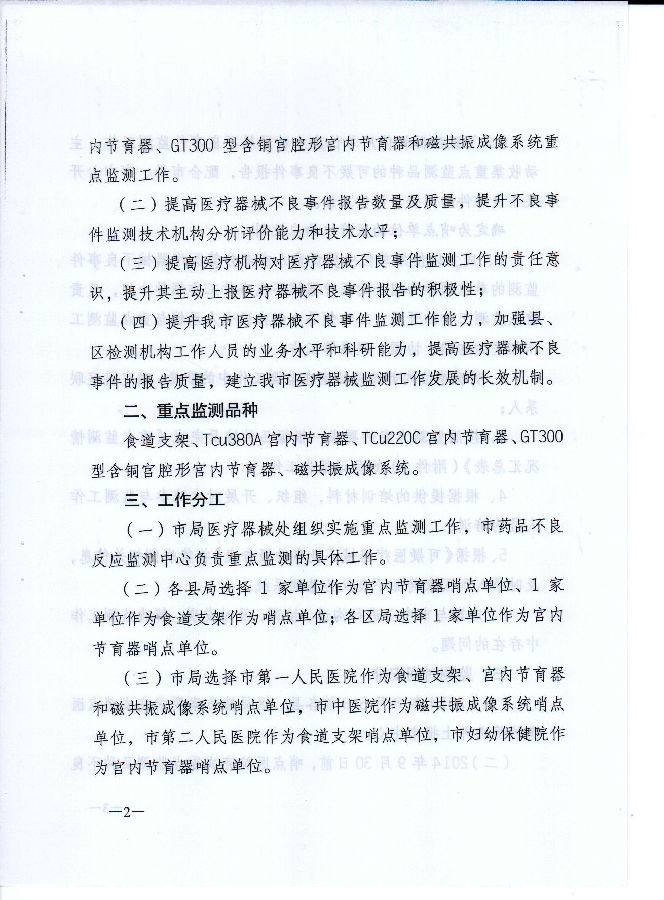 内节育器、GT300 型含铜宫腔形宫内节育器和磁共振成像系统重
点监测工作。
（二）提高医疗器械不良事件报告数量及质量，提升不良事
件监测技术机构分析评价能力和技术水平；
（三）提高医疗机构对医疗器械不良事件监测工作的责任意
识，提升其主动上报医疗器械不良事件报告的积极性；
（四）提升我市医疗器械不良事件监测工作能力，加强县、
区检测机构工作人员的业务水平和科研能力，提高医疗器械不良
事件的报告质量，建立我市医疗器械监测工作发展的长效机制。
二、重点监测品种
食道支架、Tcu380A 宫内节育器、TCu220C 宫内节育器、GT300
型含铜宫腔形宫内节育器、磁共振成像系统。
三、工作分工
（一）市局医疗器械处组织实施重点监测工作，市药品不良
反应监测中心负责重点监测的具体工作。
（二）各县局选择 1 家单位作为宫内节育器哨点单位、1 家
单位作为食道支架作为哨点单位；各区局选择 1 家单位作为宫内
节育器哨点单位。
（三）市局选择市第一人民医院作为食道支架、宫内节育器
和磁共振成像系统哨点单位，市中医院作为磁共振成像系统哨点
单位，市第二人民医院作为食道支架哨点单位，市妇幼保健院作
为宫内节育器哨点单位。
—2—